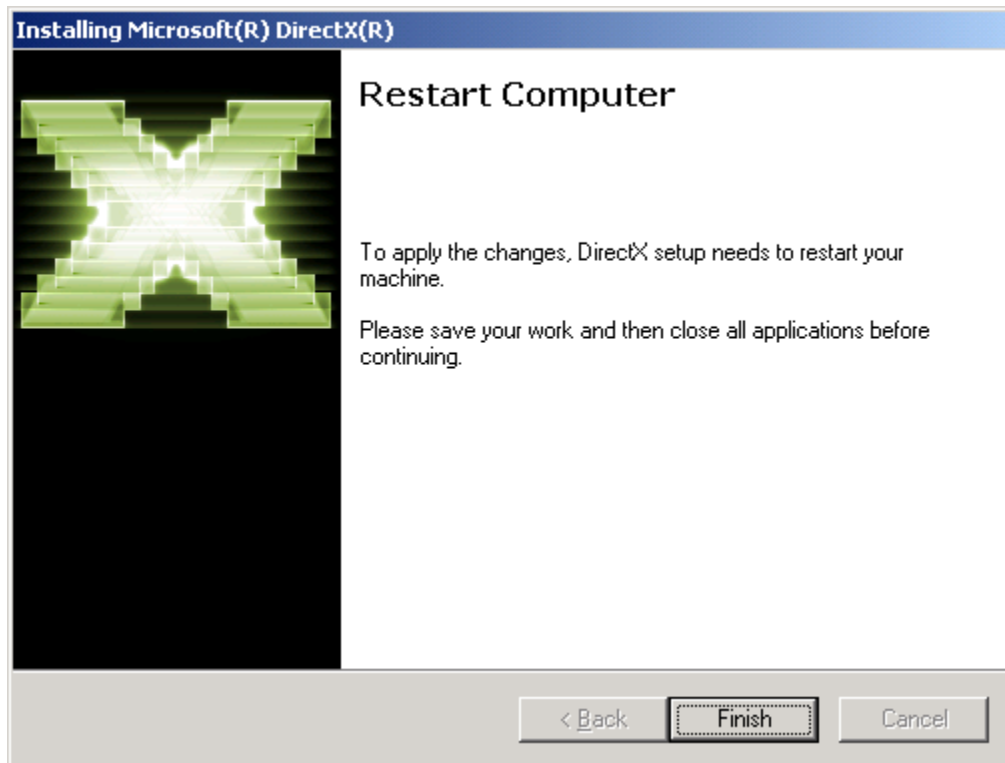 Installing Microsoft(R) DirectX(R)
Restart Computer
To apply the changes, DirectX setup needs to restart your
machine.
Please save your work and then close all applications before
continuing.
< Back
Finish
Cancel